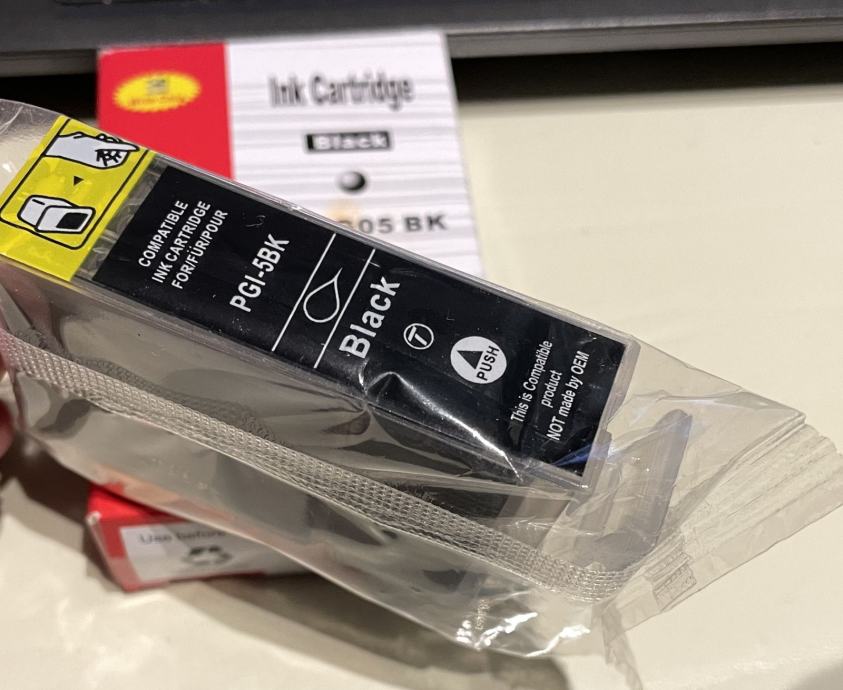 Ink Cartridge
Black
05 BK
COMPATIBLE
INK CARTRIDGE
FOR/FÜR/POUR
PGI-5BK
Black
T
PUSH
This is Compatible
product
NOT made by OEM
Use before